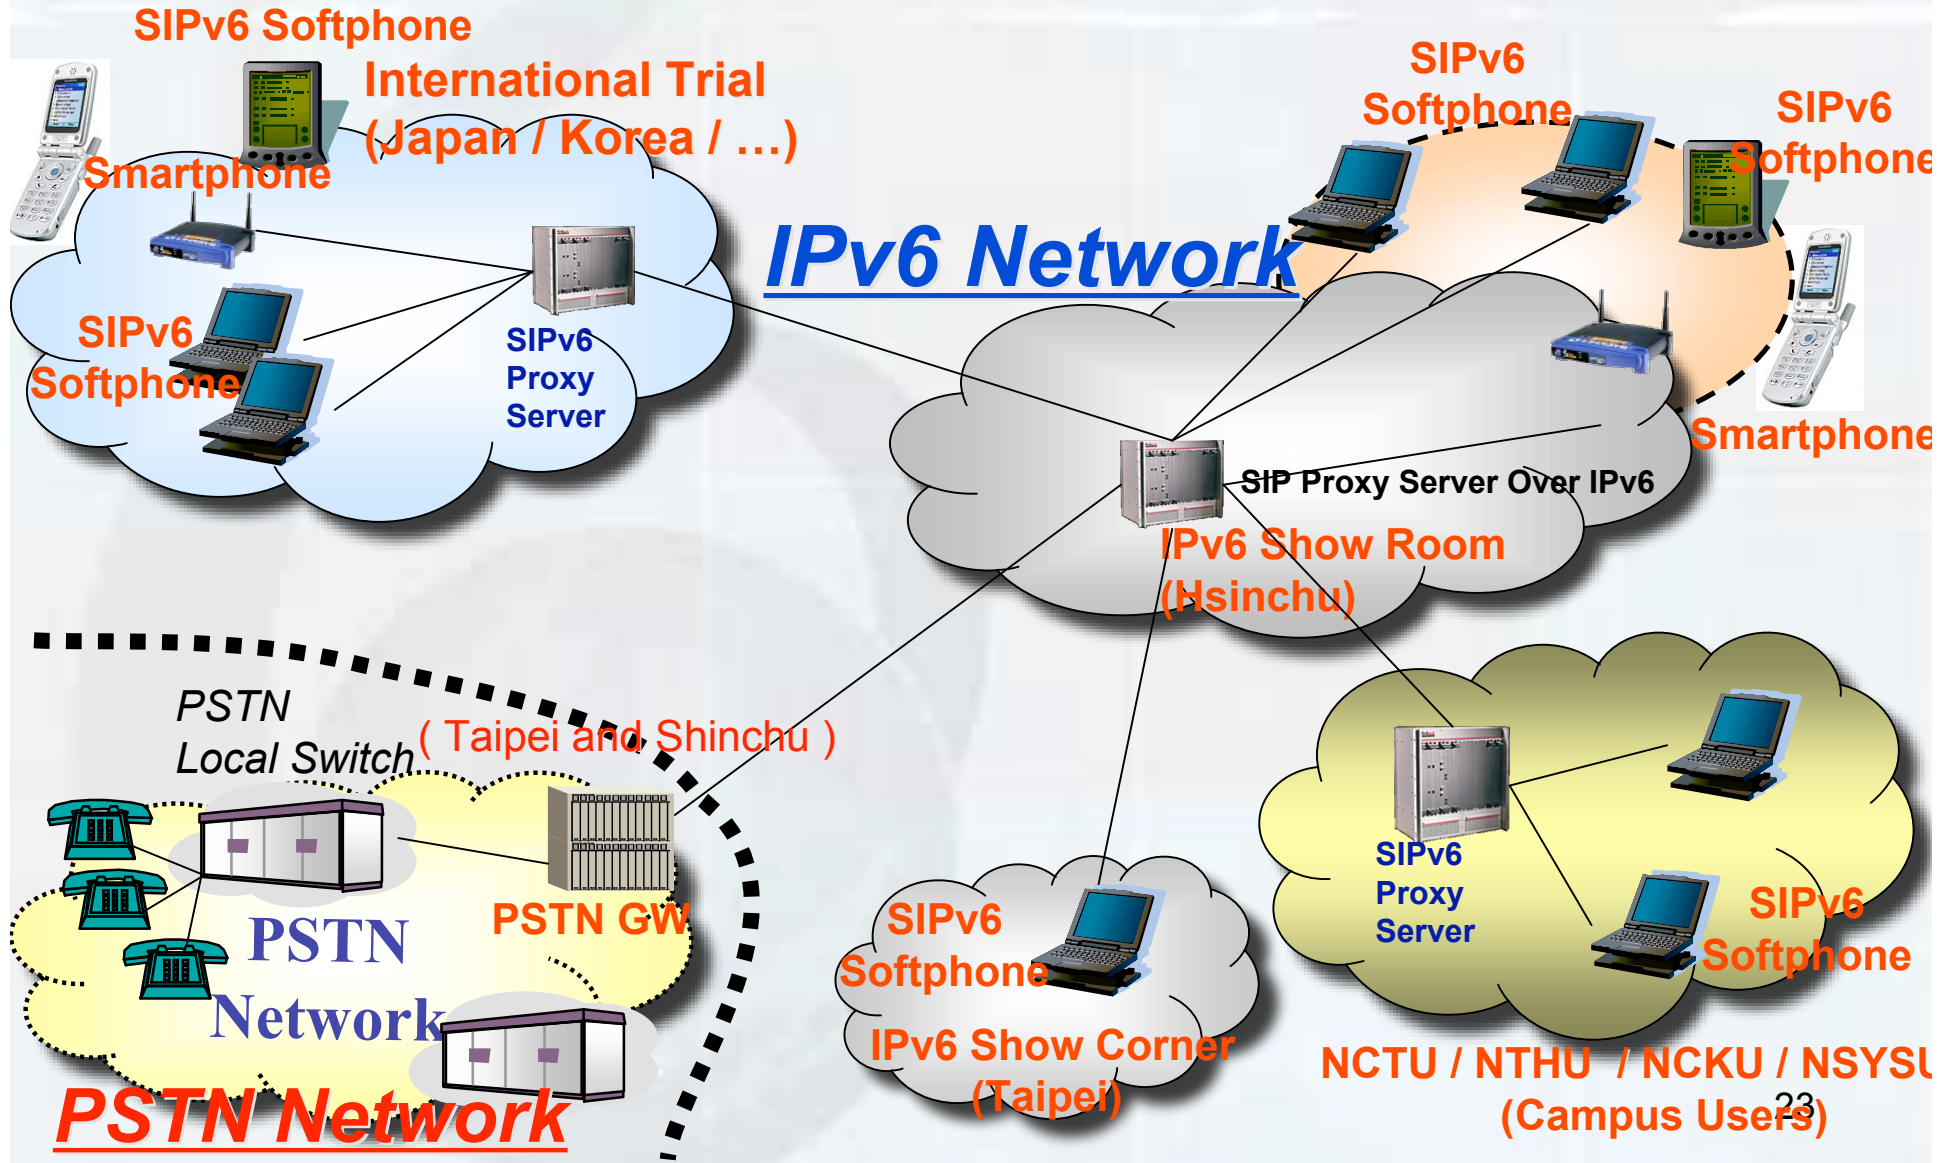 SIPv6 Softphone
International Trial
(Japan / Korea / …)
Smartphone
SIPv6
Softphone
SIPv6
Proxy
Server
IPv6 Network
SIPv6
Softphone
SIPv6
Softphone
Smartphone
SIP Proxy Server Over IPv6
IPv6 Show Room
(Hsinchu)
PSTN
Local Switch
( Taipei and Shinchu )
PSTN GW
PSTN
Network
PSTN Network
SIPv6
Softphone
IPv6 Show Corner
(Taipei)
SIPv6
Proxy
Server
SIPv6
Softphone
NCTU / NTHU / NCKU / NSYSU
(Campus Users)
23